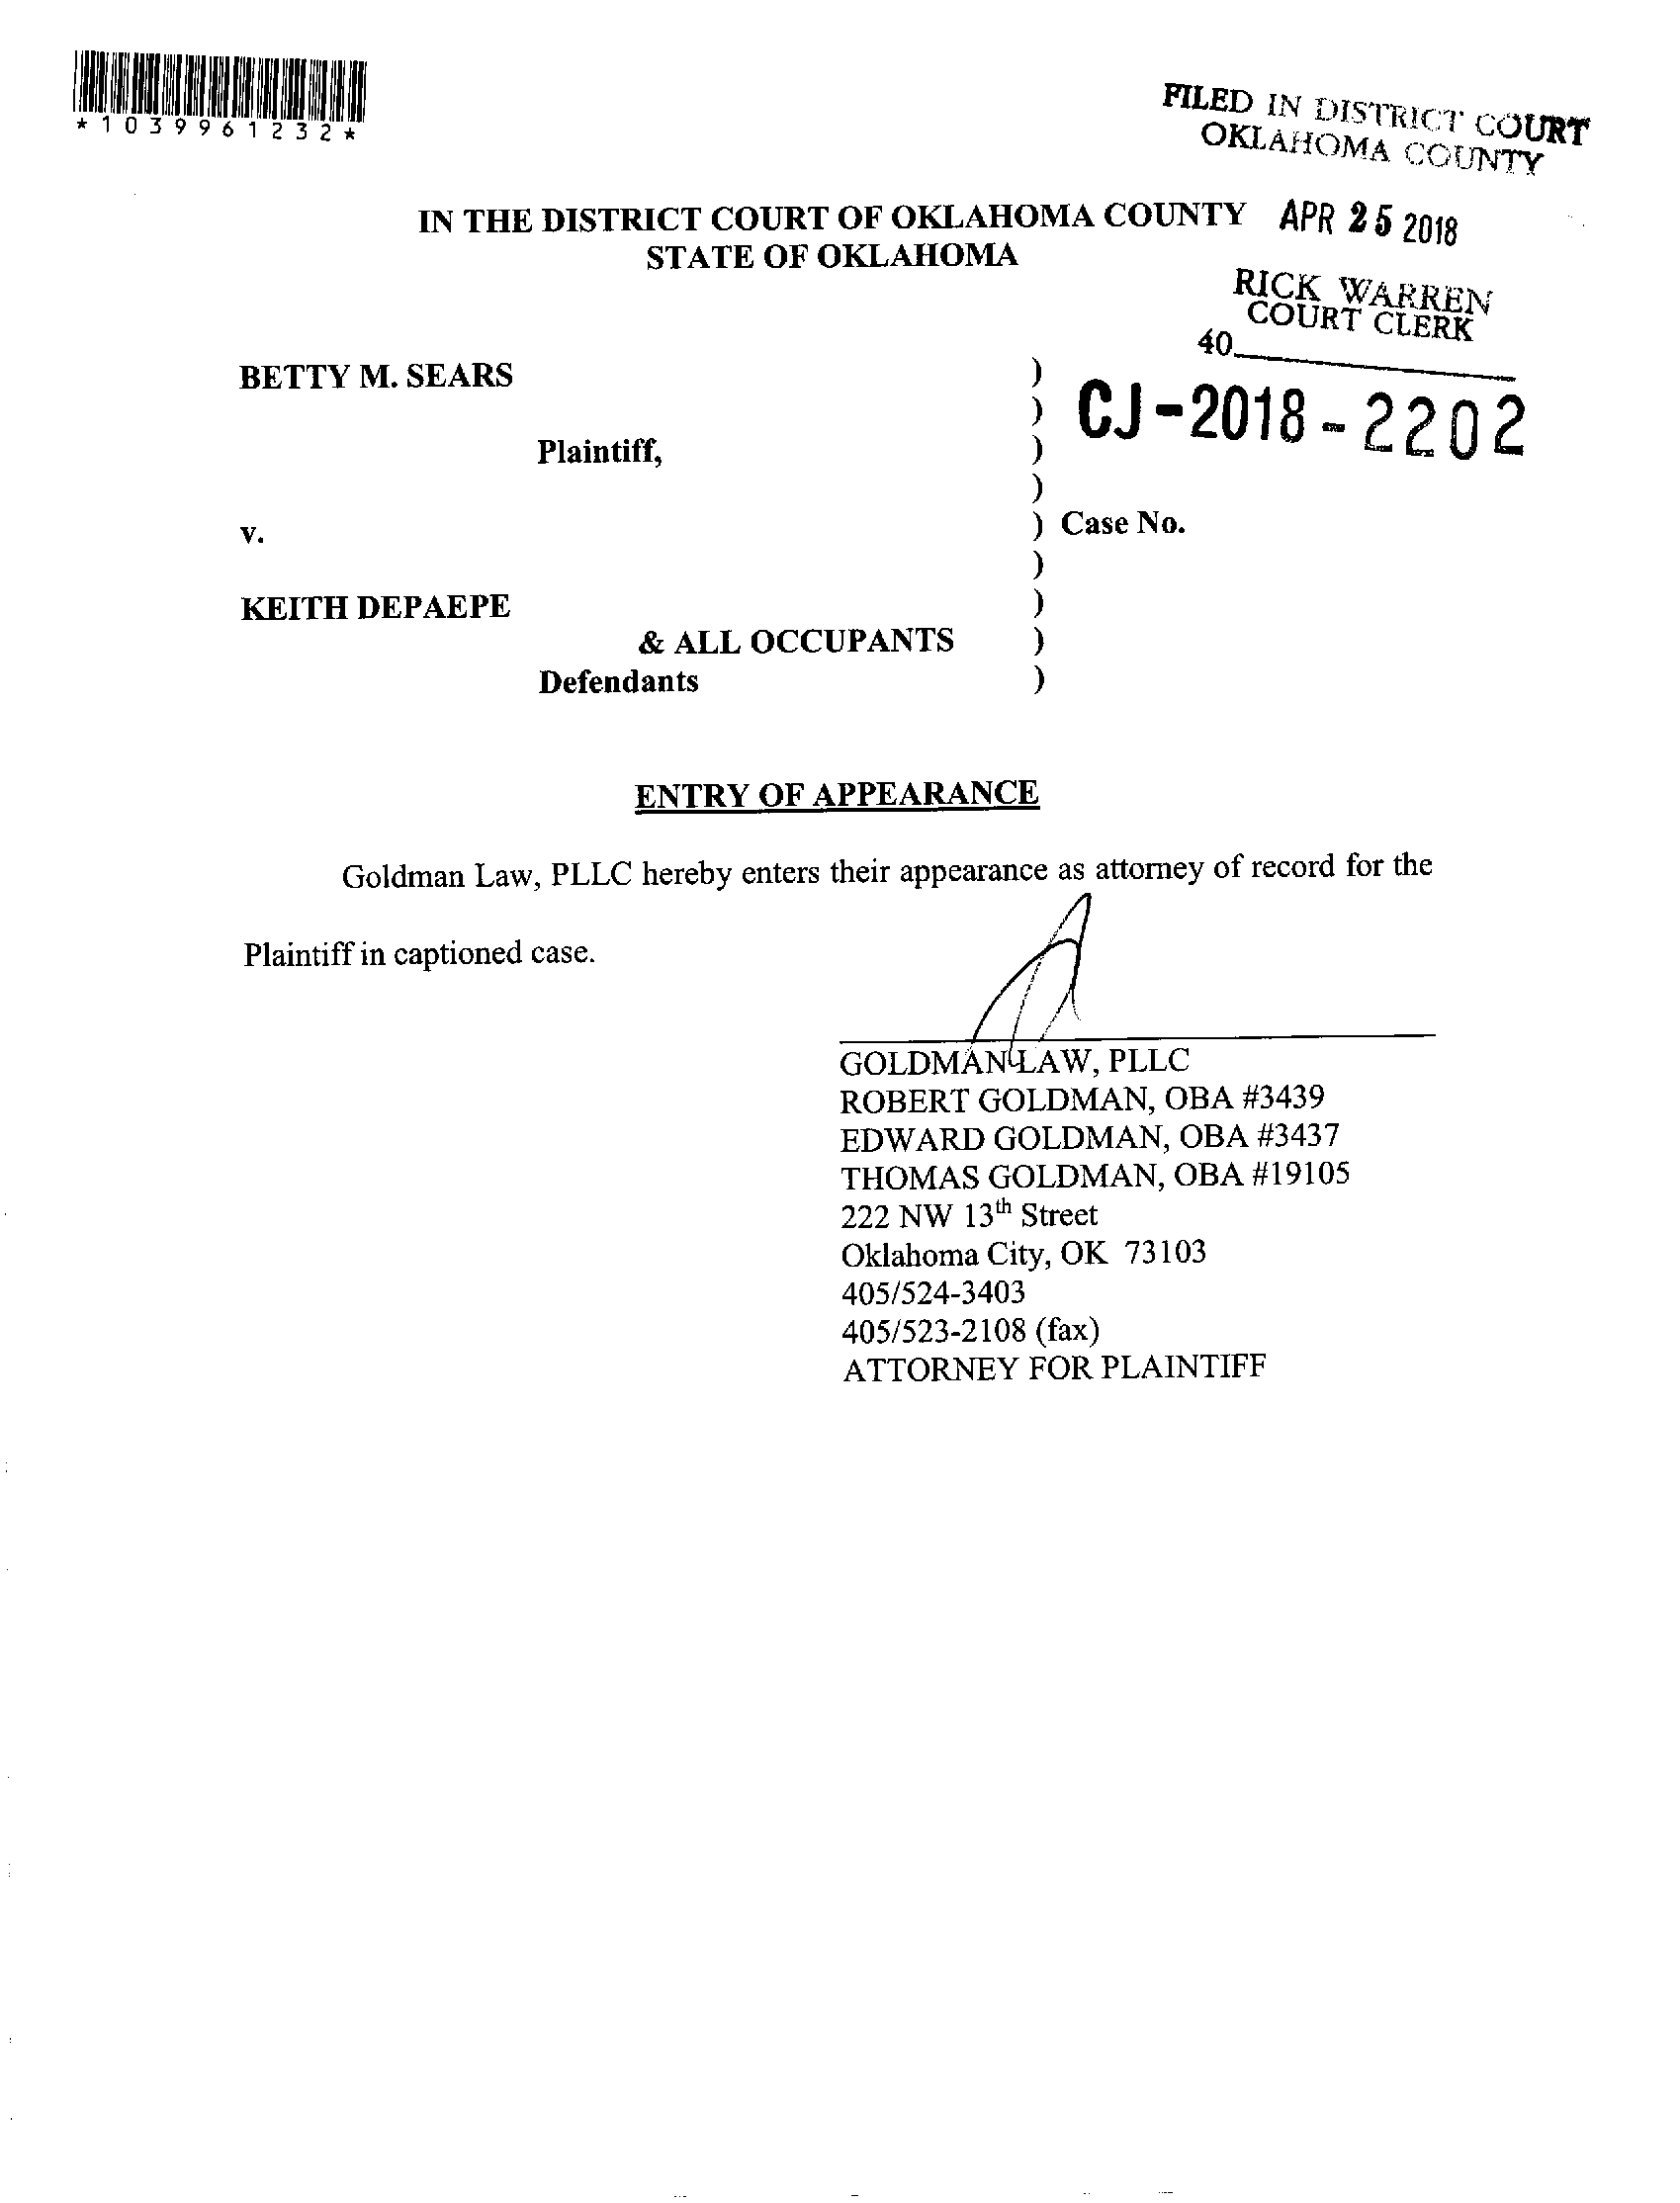 *1039961232*
FILED IN DISTRICT COURT
OKLAHOMA COUNTY
IN THE DISTRICT COURT OF OKLAHOMA COUNTY APR 25 2018
STATE OF OKLAHOMA
RICK WARREN
COURT CLERK
40
BETTY M. SEARS )
) CJ-2018-2202
Plaintiff, )
)
v. ) Case No.
)
KEITH DEPAEPE )
& ALL OCCUPANTS )
Defendants )
ENTRY OF APPEARANCE
Goldman Law, PLLC hereby enters their appearance as attorney of record for the
Plaintiff in captioned case.
GOLDMAN LAW, PLLC
ROBERT GOLDMAN, OBA #3439
EDWARD GOLDMAN, OBA #3437
THOMAS GOLDMAN, OBA #19105
222 NW 13th Street
Oklahoma City, OK 73103
405/524-3403
405/523-2108 (fax)
ATTORNEY FOR PLAINTIFF